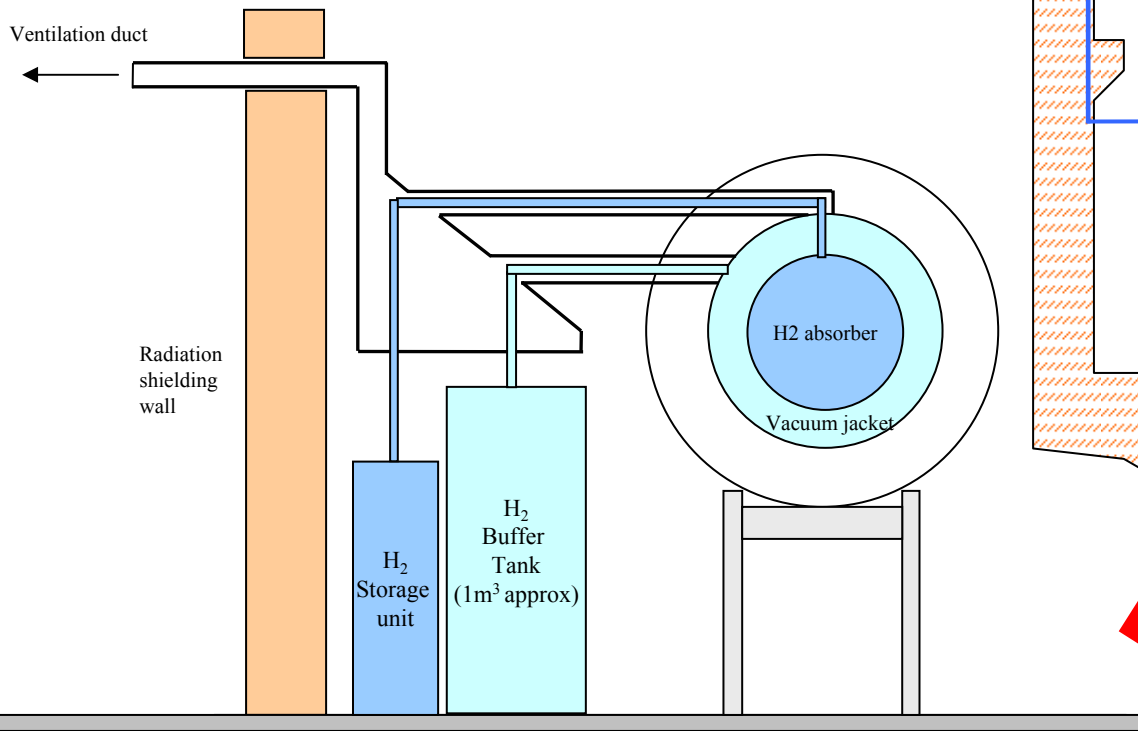 Ventilation duct
Radiation
shielding
wall
H2 absorber
Vacuum jacket
H₂
Buffer
Tank
(1m³ approx)
H₂
Storage
unit